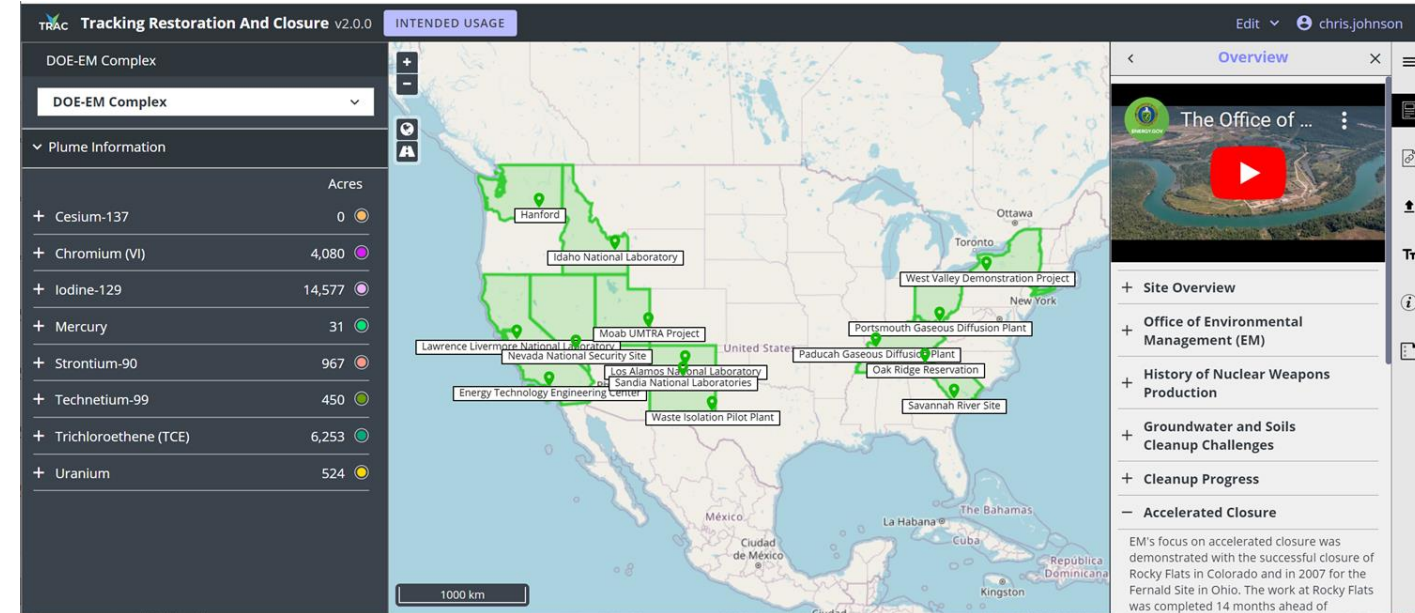 TRAC Tracking Restoration And Closure v2.0.0 INTENDED USAGE
Edit chris.johnson
DOE-EM Complex
DOE-EM Complex
Plume Information
Acres
+ Cesium-137 0
+ Chromium (VI) 4,080
+ Iodine-129 14,577
+ Mercury 31
+ Strontium-90 967
+ Technetium-99 450
+ Trichloroethene (TCE) 6,253
+ Uranium 524
+
−
Hanford
Idaho National Laboratory
Ottawa
Toronto
West Valley Demonstration Project
New York
Moab UMTRA Project
Portsmouth Gaseous Diffusion Plant
Lawrence Livermore National Laboratory
Nevada National Security Site
United States
Paducah Gaseous Diffusion Plant
Los Alamos National Laboratory
Oak Ridge Reservation
Sandia National Laboratories
Energy Technology Engineering Center
Savannah River Site
Waste Isolation Pilot Plant
México
Ciudad
de México
La Habana
The Bahamas
Cuba
República
Dominicana
Kingston
1000 km
Overview
The Office of ...
ENERGY.GOV
+ Site Overview
+ Office of Environmental
Management (EM)
+ History of Nuclear Weapons
Production
+ Groundwater and Soils
Cleanup Challenges
+ Cleanup Progress
− Accelerated Closure
EM's focus on accelerated closure was
demonstrated with the successful closure of
Rocky Flats in Colorado and in 2007 for the
Fernald Site in Ohio. The work at Rocky Flats
was completed 14 months ahead of